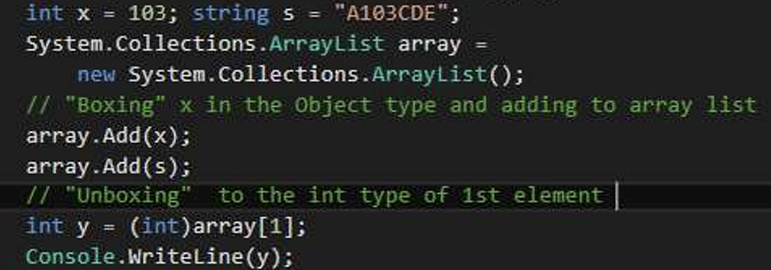 int x = 103; string s = "A103CDE";
System.Collections.ArrayList array =
new System.Collections.ArrayList();
// "Boxing" x in the Object type and adding to array list
array.Add(x);
array.Add(s);
// "Unboxing"  to the int type of 1st element
int y = (int)array[1];
Console.WriteLine(y);